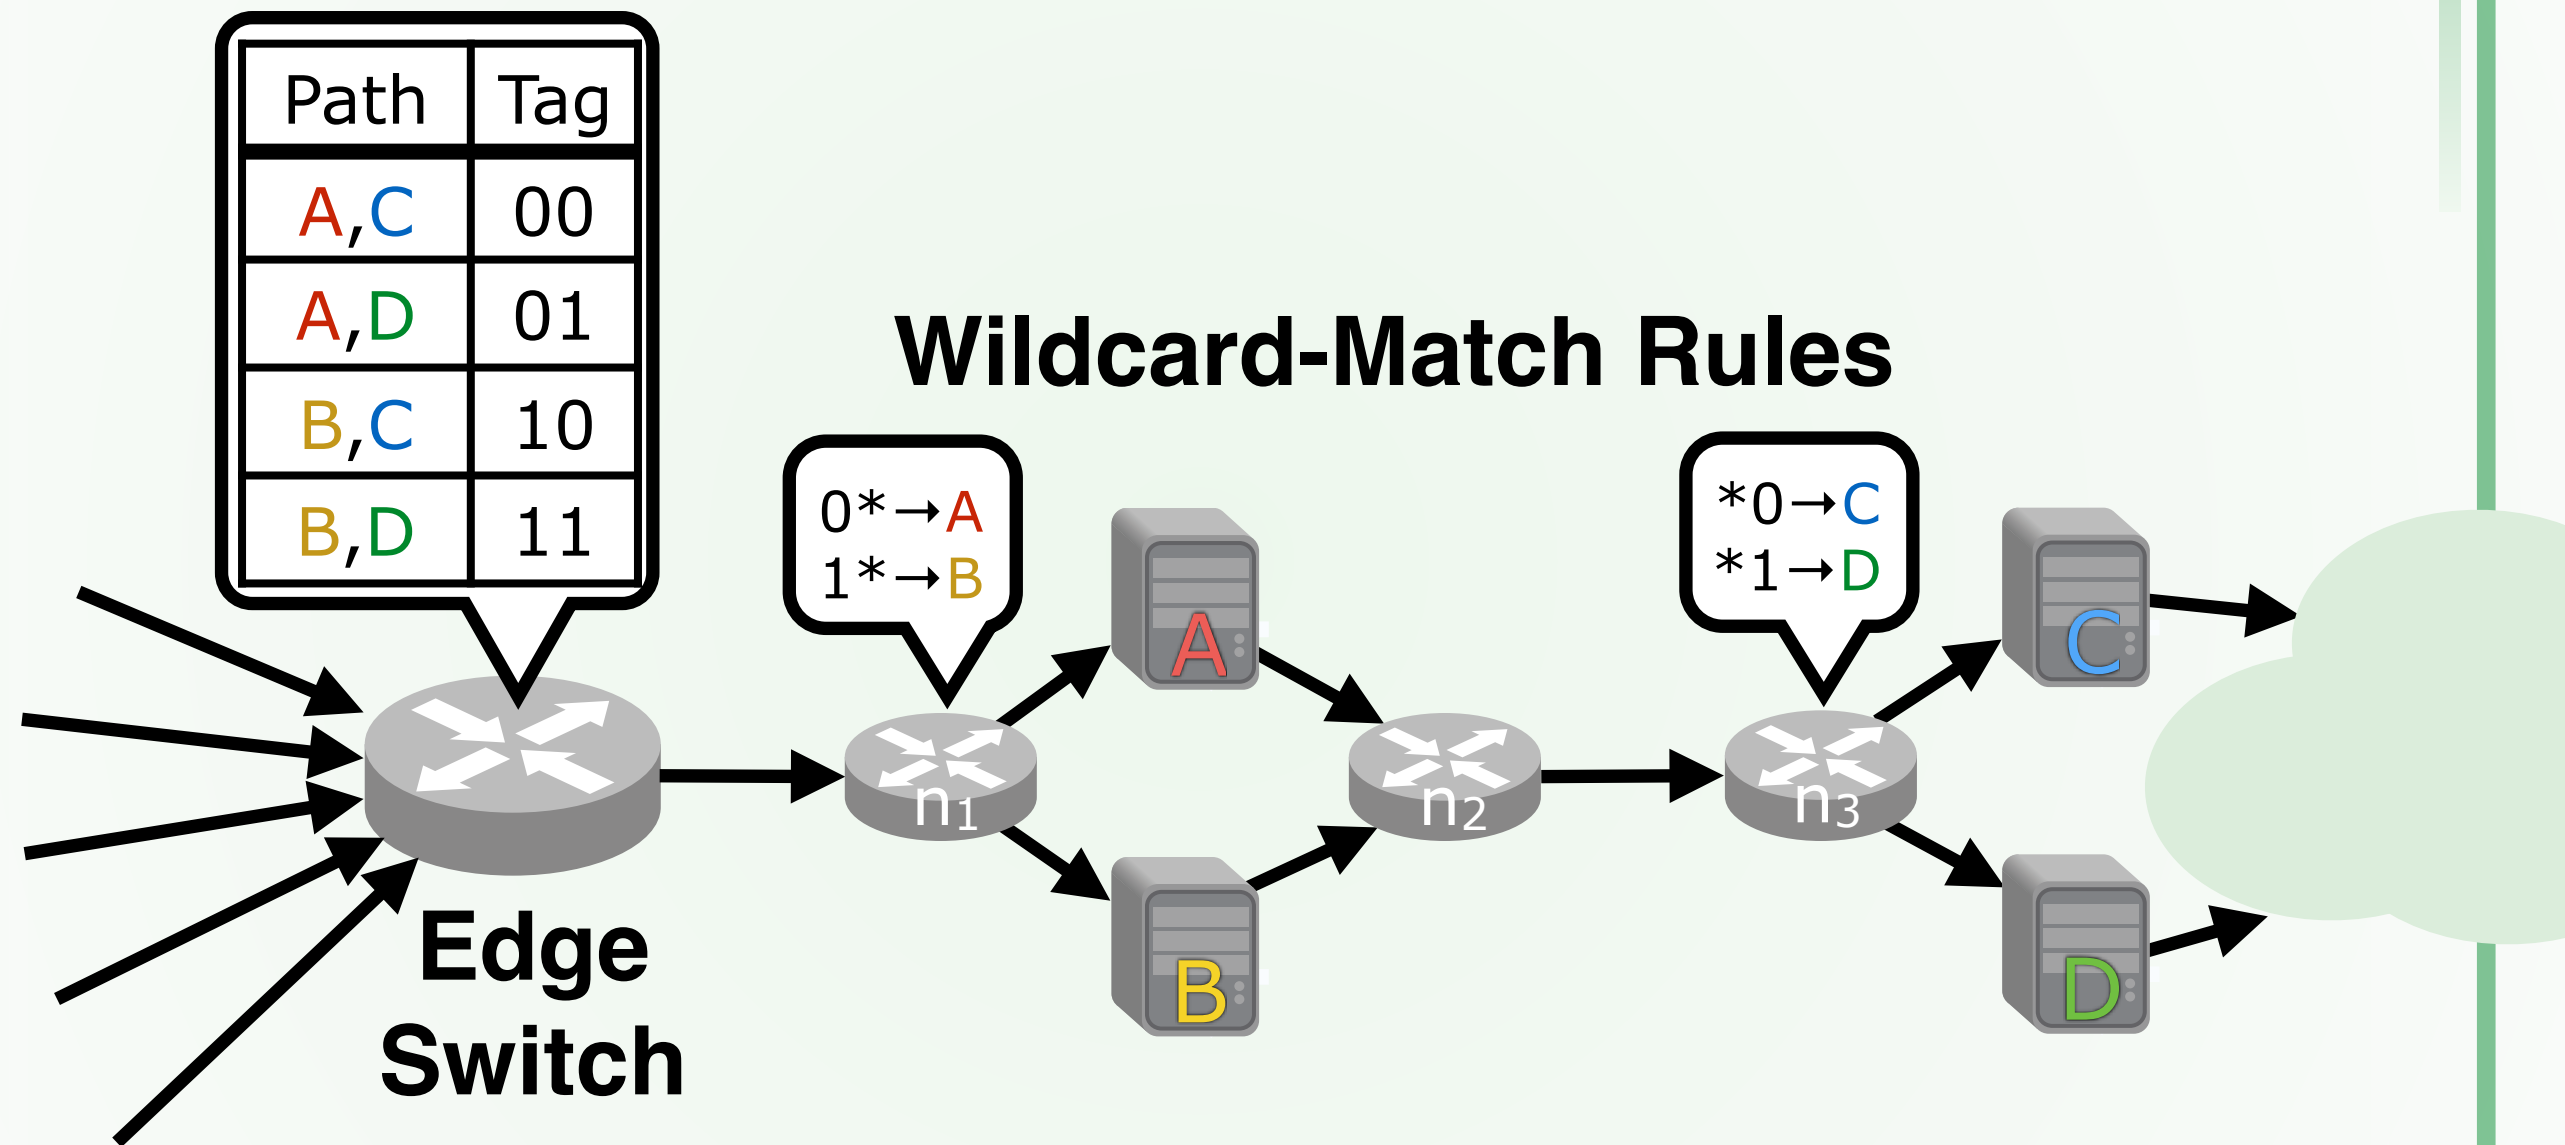 Path Tag
A,C 00
A,D 01
B,C 10
B,D 11
Wildcard-Match Rules
0*→A
1*→B
*0→C
*1→D
A
C
n1
n2
n3
B
D
Edge
Switch